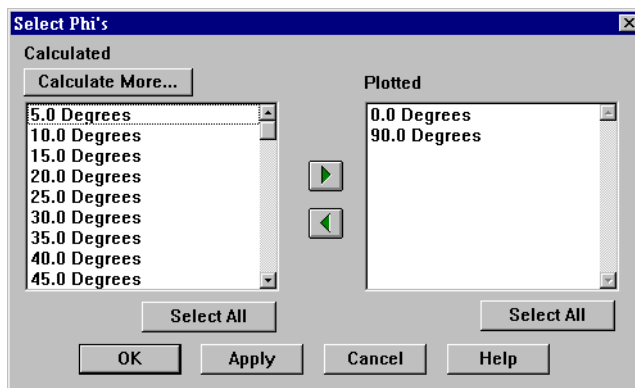 Select Phi's
Calculated
Calculate More...
Plotted
5.0 Degrees
10.0 Degrees
15.0 Degrees
20.0 Degrees
25.0 Degrees
30.0 Degrees
35.0 Degrees
40.0 Degrees
45.0 Degrees
0.0 Degrees
90.0 Degrees
Select All
Select All
OK
Apply
Cancel
Help